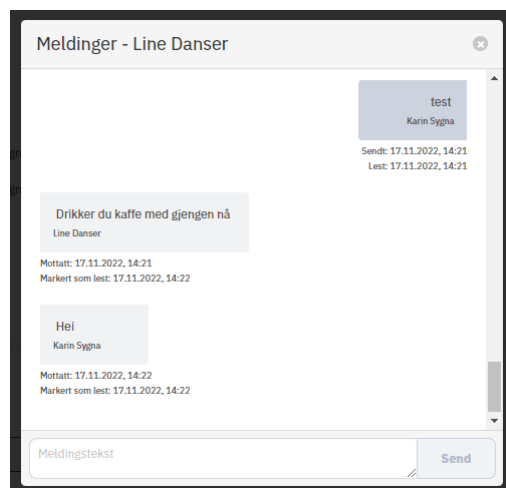 Meldinger - Line Danser
test
Karin Sygna
Sendt: 17.11.2022, 14:21
Lest: 17.11.2022, 14:21
Drikker du kaffe med gjengen nå
Line Danser
Mottatt: 17.11.2022, 14:21
Markert som lest: 17.11.2022, 14:22
Hei
Karin Sygna
Mottatt: 17.11.2022, 14:22
Markert som lest: 17.11.2022, 14:22
Meldingstekst
Send